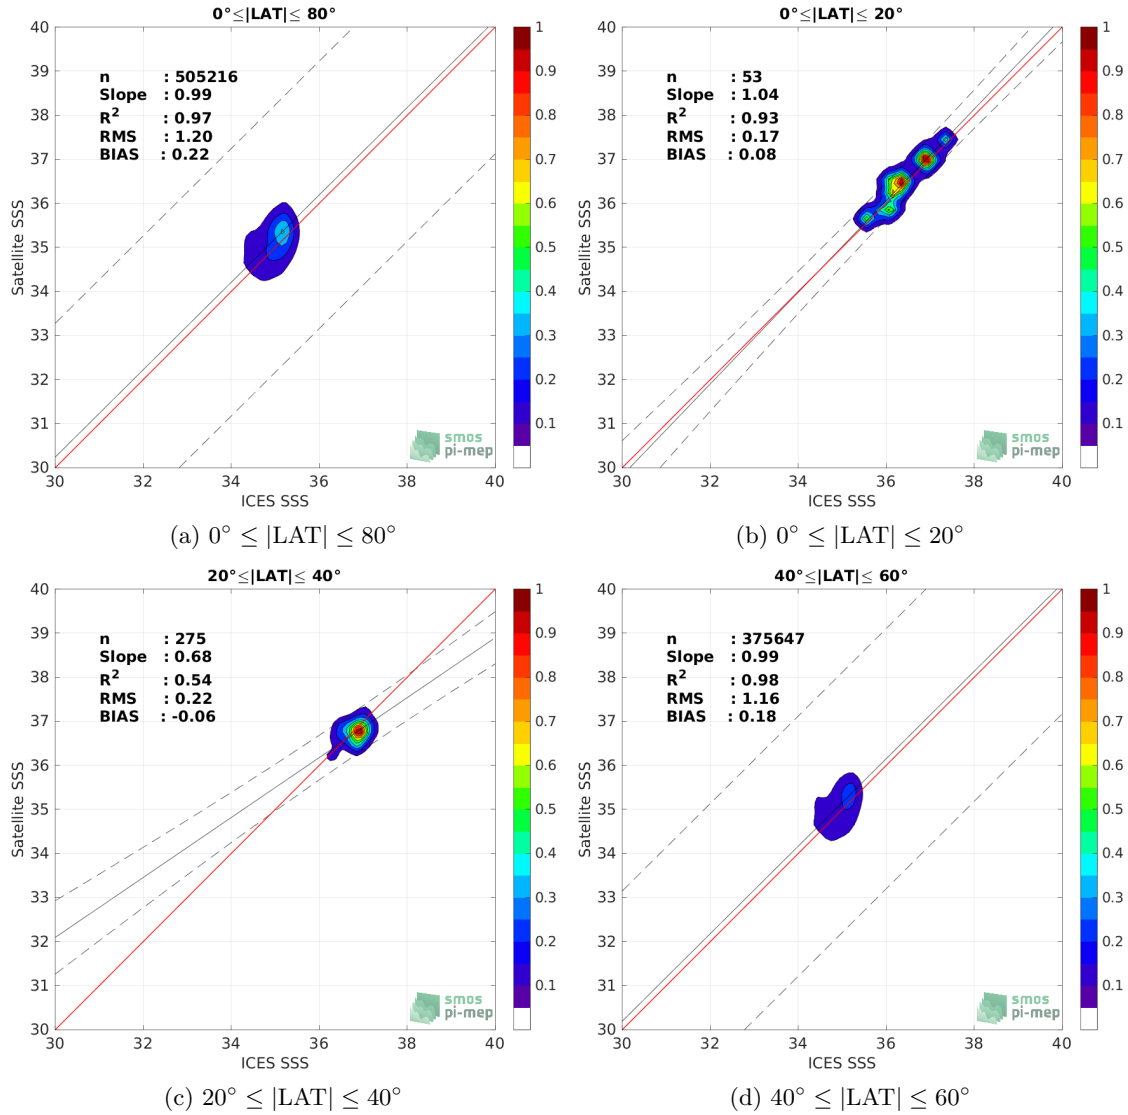 0°≤|LAT|≤ 80°
40
39
38
37
36
35
34
33
32
31
30
Satellite SSS
n : 505216
Slope : 0.99
R² : 0.97
RMS : 1.20
BIAS : 0.22
smos
pi-mep
30 32 34 36 38 40
ICES SSS
1
0.9
0.8
0.7
0.6
0.5
0.4
0.3
0.2
0.1
(a) 0° ≤ |LAT| ≤ 80°
0°≤|LAT|≤ 20°
40
39
38
37
36
35
34
33
32
31
30
Satellite SSS
n : 53
Slope : 1.04
R² : 0.93
RMS : 0.17
BIAS : 0.08
smos
pi-mep
30 32 34 36 38 40
ICES SSS
1
0.9
0.8
0.7
0.6
0.5
0.4
0.3
0.2
0.1
(b) 0° ≤ |LAT| ≤ 20°
20°≤|LAT|≤ 40°
40
39
38
37
36
35
34
33
32
31
30
Satellite SSS
n : 275
Slope : 0.68
R² : 0.54
RMS : 0.22
BIAS : -0.06
smos
pi-mep
30 32 34 36 38 40
ICES SSS
1
0.9
0.8
0.7
0.6
0.5
0.4
0.3
0.2
0.1
(c) 20° ≤ |LAT| ≤ 40°
40°≤|LAT|≤ 60°
40
39
38
37
36
35
34
33
32
31
30
Satellite SSS
n : 375647
Slope : 0.99
R² : 0.98
RMS : 1.16
BIAS : 0.18
smos
pi-mep
30 32 34 36 38 40
ICES SSS
1
0.9
0.8
0.7
0.6
0.5
0.4
0.3
0.2
0.1
(d) 40° ≤ |LAT| ≤ 60°